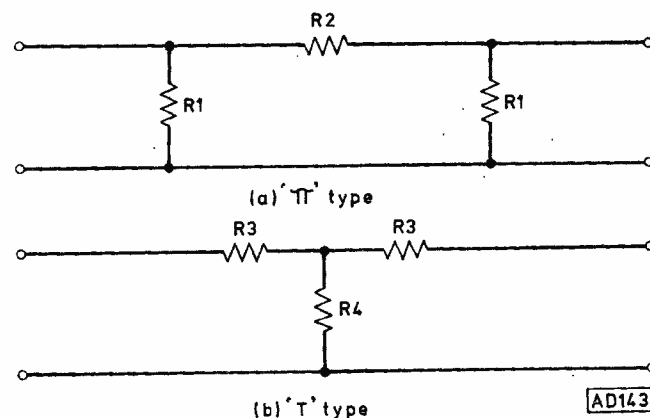 R2
R1
R1
(a) 'π' type
R3
R3
R4
(b) 'T' type
AD143